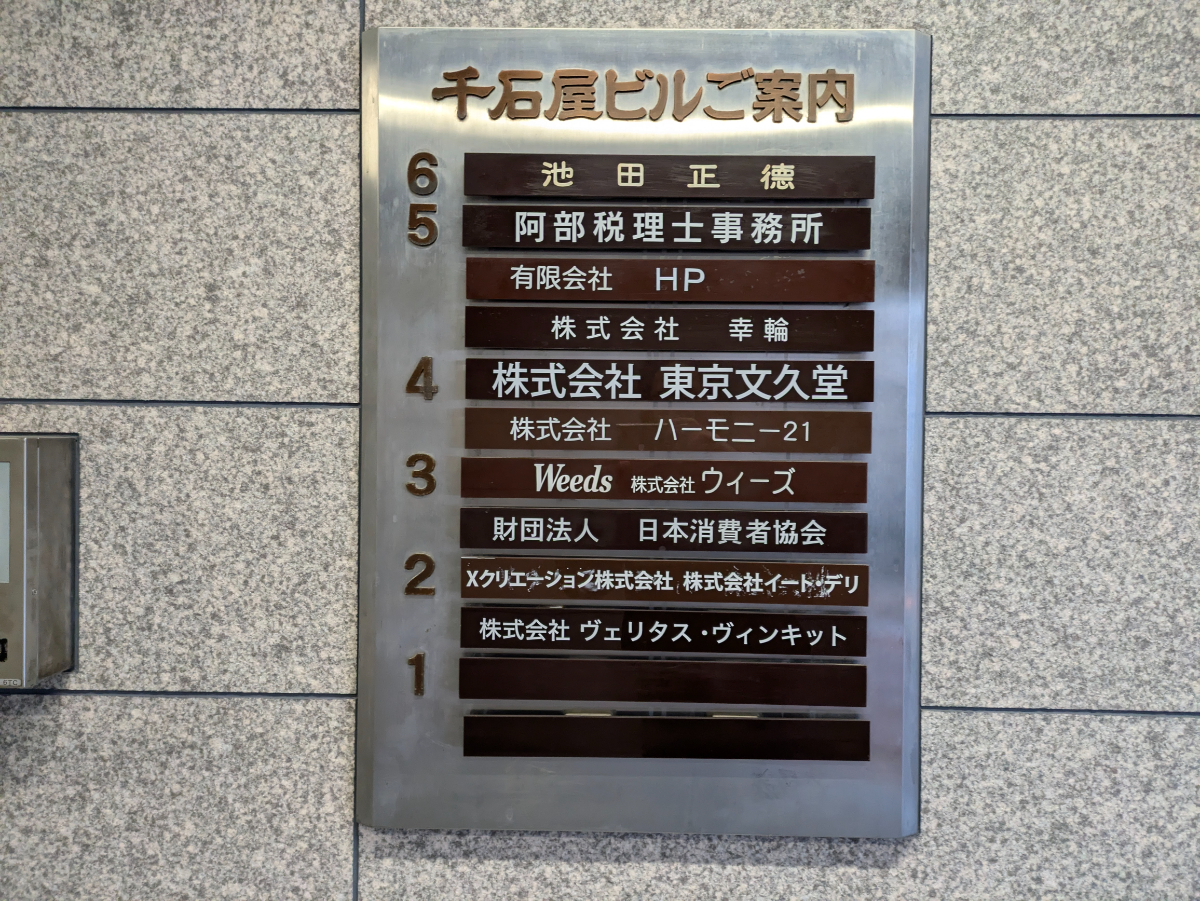 千石屋ビルご案内
6 池田正徳
5 阿部税理士事務所
有限会社 HP
株式会社 幸輪
4 株式会社 東京文久堂
株式会社 ハーモニー21
3 Weeds 株式会社ウィーズ
財団法人 日本消費者協会
2 Xクリエーション株式会社 株式会社イード・デリ
株式会社 ヴェリタス・ヴィンキット
1